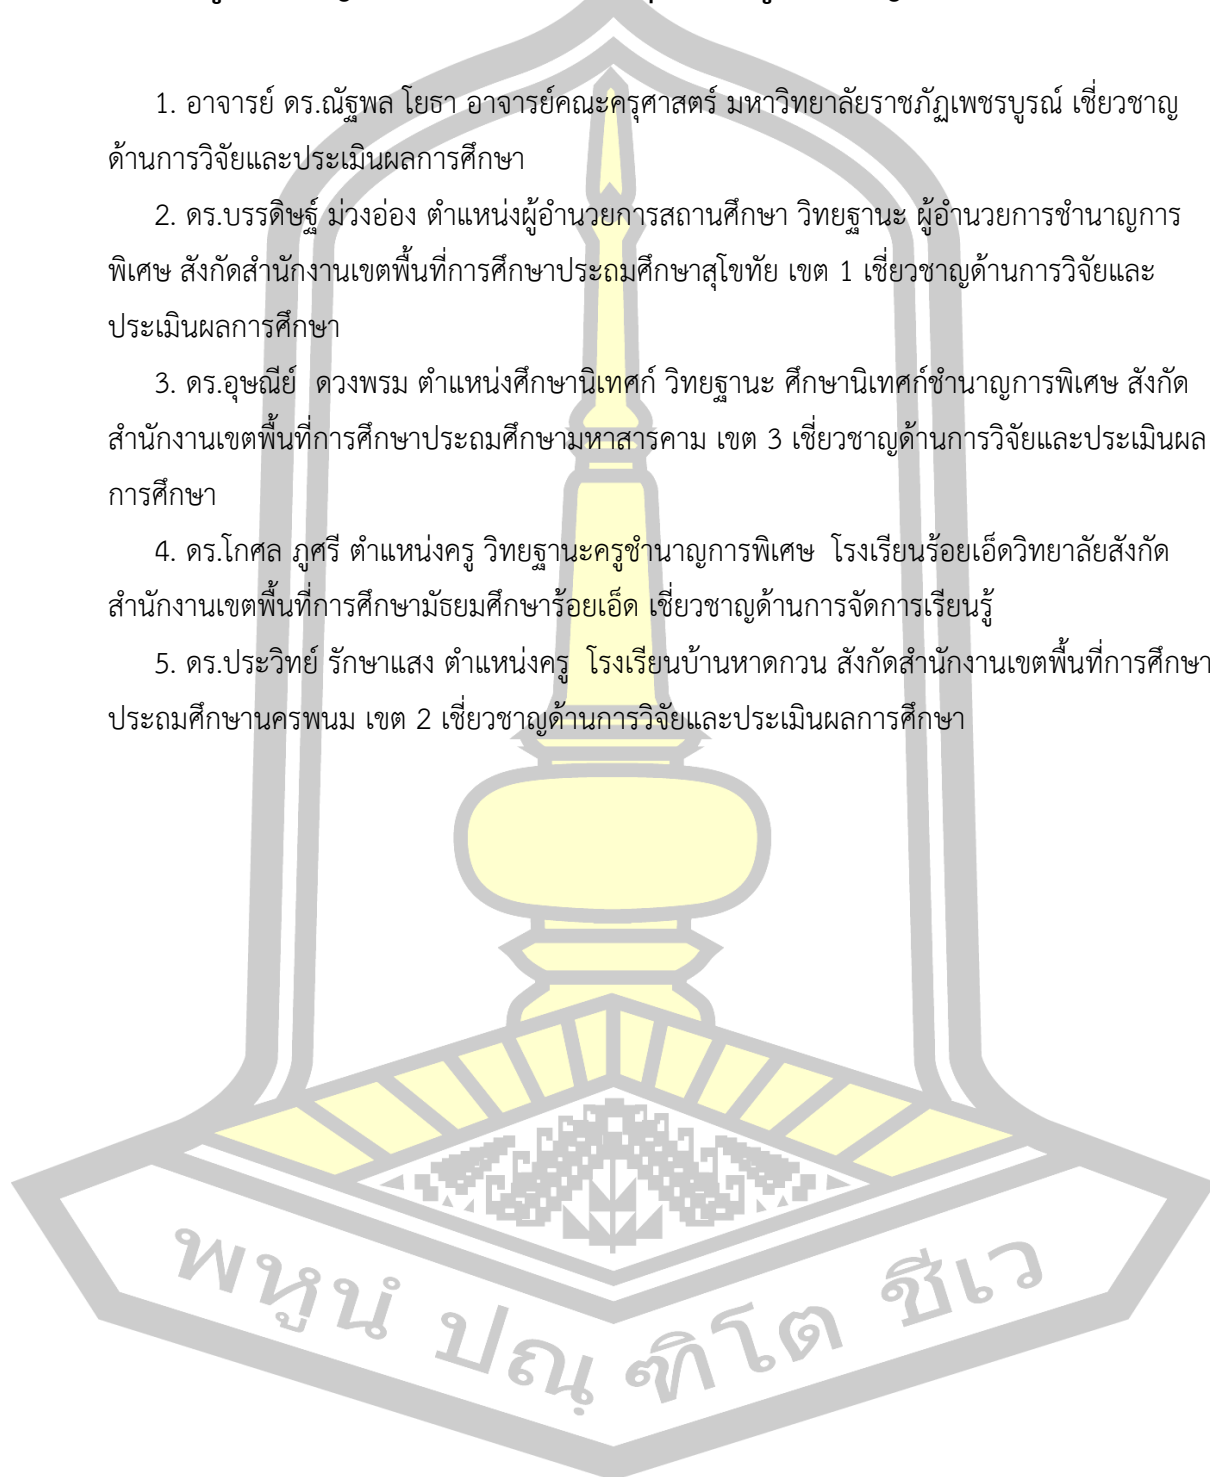 1. อาจารย์ ดร.ณัฐพล โยธา อาจารย์คณะครุศาสตร์ มหาวิทยาลัยราชภัฏเพชรบูรณ์ เชี่ยวชาญ
ด้านการวิจัยและประเมินผลการศึกษา
2. ดร.บรรดิษฐ์ ม่วงอ่อง ตำแหน่งผู้อำนวยการสถานศึกษา วิทยฐานะ ผู้อำนวยการชำนาญการ
พิเศษ สังกัดสำนักงานเขตพื้นที่การศึกษาประถมศึกษาสุโขทัย เขต 1 เชี่ยวชาญด้านการวิจัยและ
ประเมินผลการศึกษา
3. ดร.อุษณีย์ ดวงพรม ตำแหน่งศึกษานิเทศก์ วิทยฐานะ ศึกษานิเทศก์ชำนาญการพิเศษ สังกัด
สำนักงานเขตพื้นที่การศึกษาประถมศึกษามหาสารคาม เขต 3 เชี่ยวชาญด้านการวิจัยและประเมินผล
การศึกษา
4. ดร.โกศล ภูศรี ตำแหน่งครู วิทยฐานะครูชำนาญการพิเศษ โรงเรียนร้อยเอ็ดวิทยาลัยสังกัด
สำนักงานเขตพื้นที่การศึกษามัธยมศึกษาร้อยเอ็ด เชี่ยวชาญด้านการจัดการเรียนรู้
5. ดร.ประวิทย์ รักษาแสง ตำแหน่งครู โรงเรียนบ้านหาดกวน สังกัดสำนักงานเขตพื้นที่การศึกษา
ประถมศึกษานครพนม เขต 2 เชี่ยวชาญด้านการวิจัยและประเมินผลการศึกษา
พหูนํ ปณฺฑิโต ชีเว